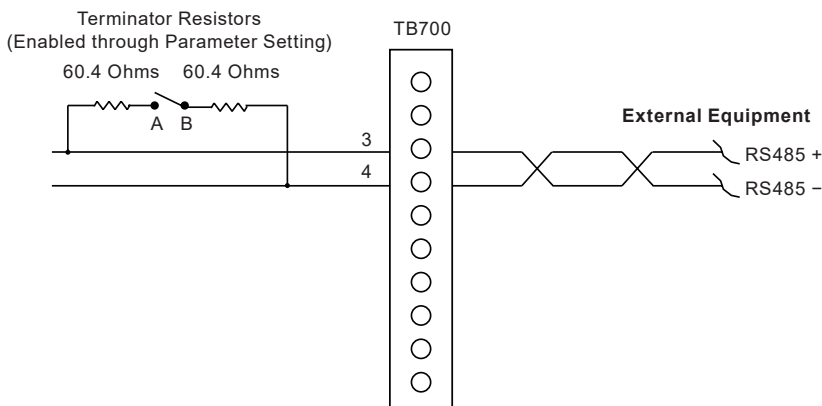 Terminator Resistors
(Enabled through Parameter Setting)
60.4 Ohms 60.4 Ohms
A B
TB700
3
4
External Equipment
RS485 +
RS485 −